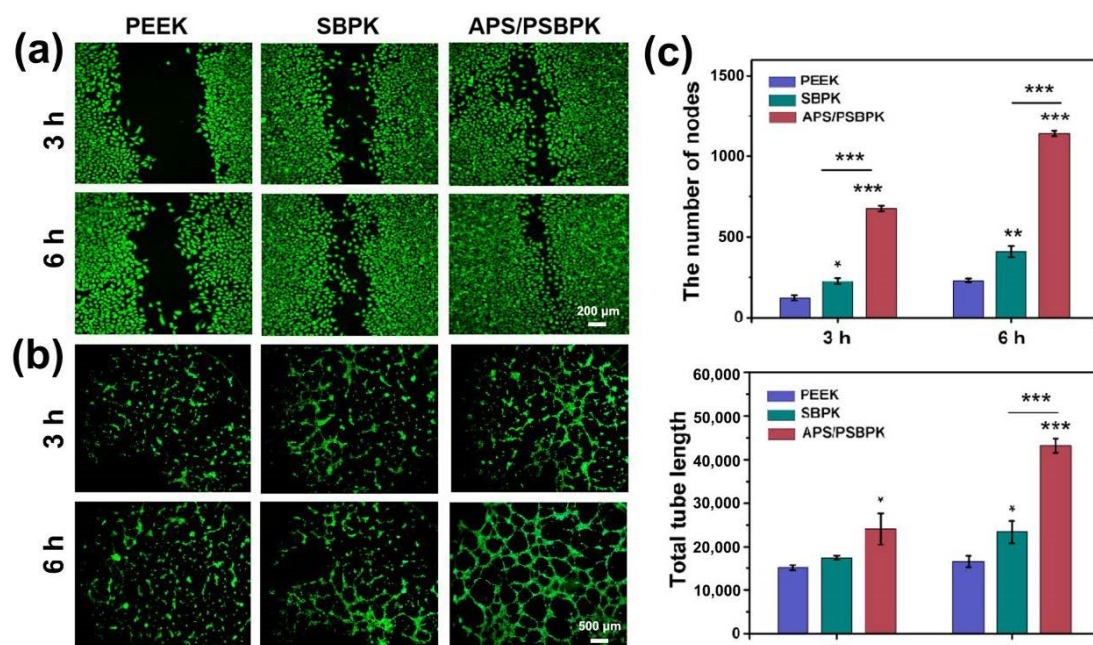 (a)
PEEK SBPK APS/PSBPK
3 h
6 h
200 μm
(b)
3 h
6 h
500 μm
(c)
The number of nodes
1500
1000
500
0
PEEK
SBPK
APS/PSBPK
***
***
*
***
***
**
3 h 6 h
Total tube length
60,000
50,000
40,000
30,000
20,000
10,000
0
PEEK
SBPK
APS/PSBPK
*
***
***
*